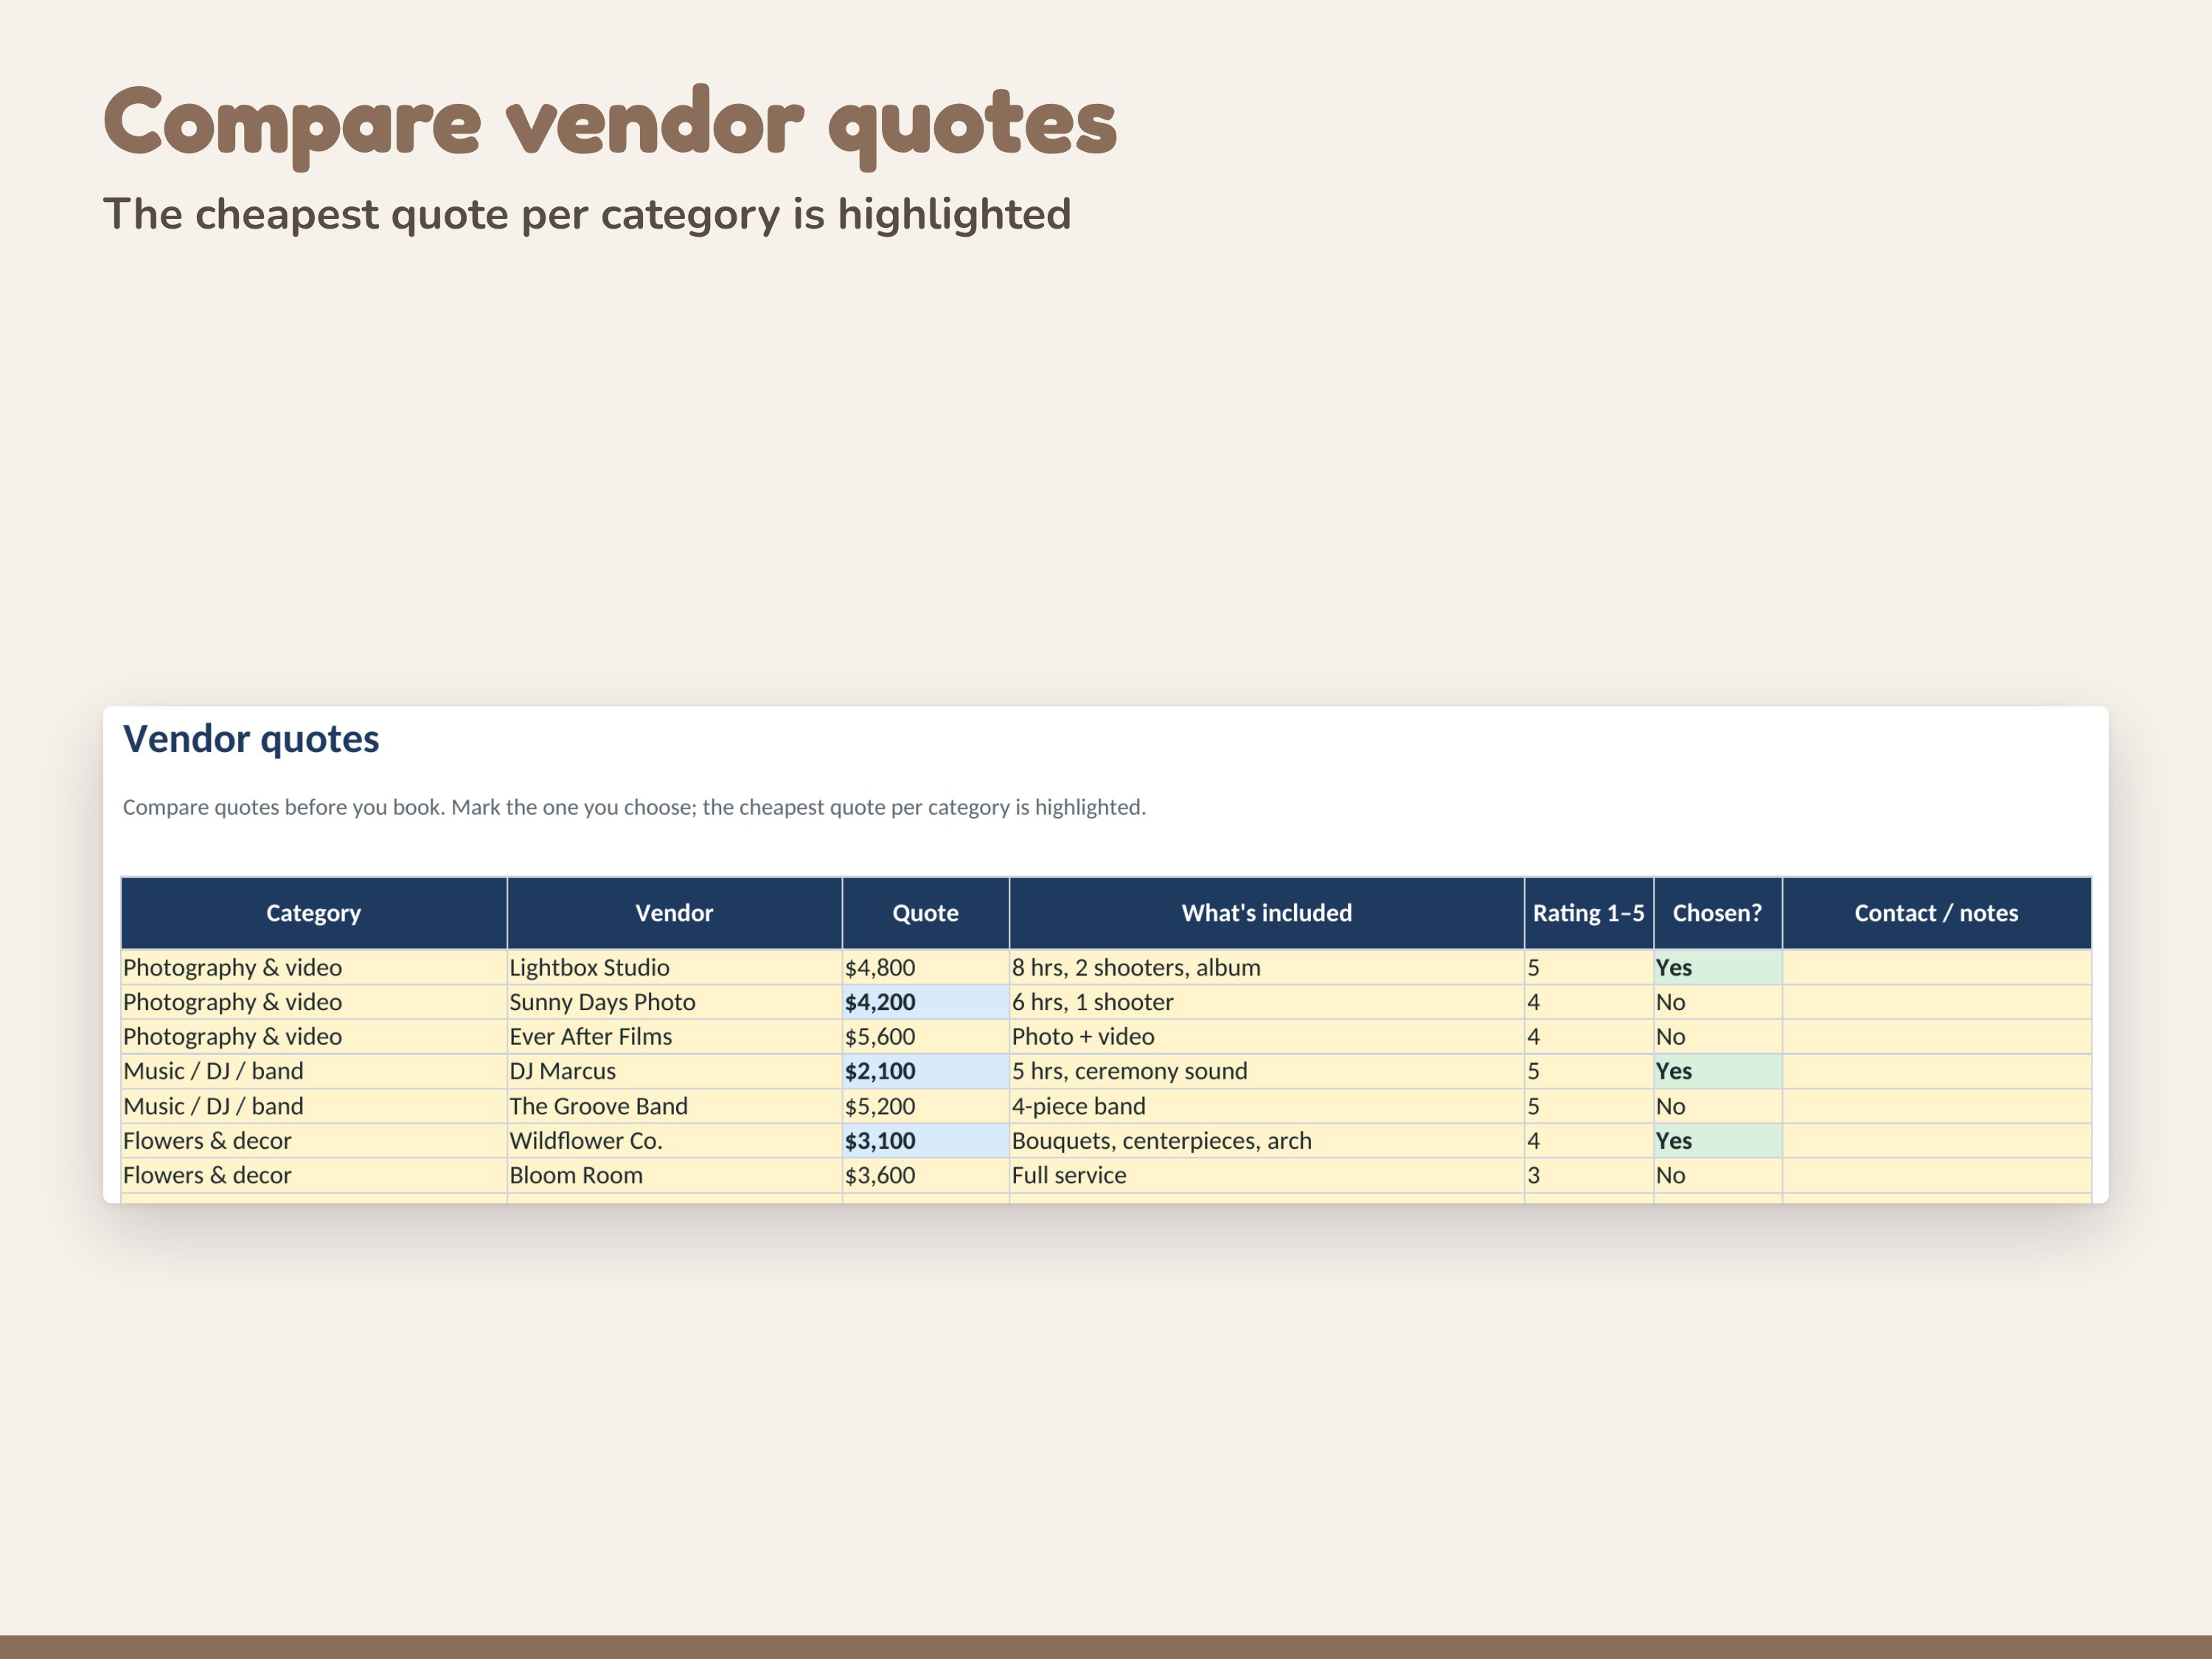 Compare vendor quotes
The cheapest quote per category is highlighted
Vendor quotes
Compare quotes before you book. Mark the one you choose; the cheapest quote per category is highlighted.
Category Vendor Quote What's included Rating 1–5 Chosen? Contact / notes
Photography & video Lightbox Studio $4,800 8 hrs, 2 shooters, album 5 Yes
Photography & video Sunny Days Photo $4,200 6 hrs, 1 shooter 4 No
Photography & video Ever After Films $5,600 Photo + video 4 No
Music / DJ / band DJ Marcus $2,100 5 hrs, ceremony sound 5 Yes
Music / DJ / band The Groove Band $5,200 4-piece band 5 No
Flowers & decor Wildflower Co. $3,100 Bouquets, centerpieces, arch 4 Yes
Flowers & decor Bloom Room $3,600 Full service 3 No